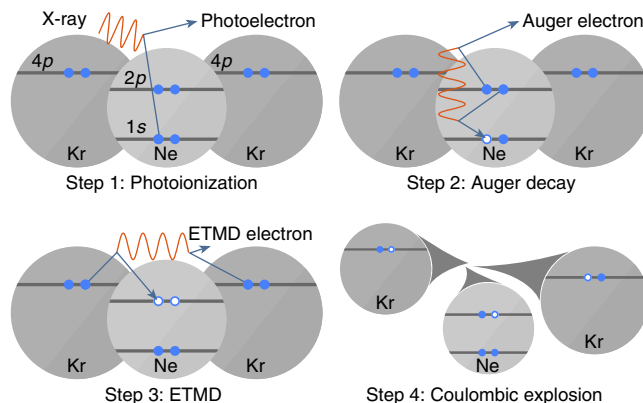 X-ray
Photoelectron
4p
2p
4p
1s
Kr
Ne
Kr
Step 1: Photoionization
Auger electron
Kr
Ne
Kr
Step 2: Auger decay
ETMD electron
Kr
Ne
Kr
Step 3: ETMD
Kr
Ne
Kr
Step 4: Coulombic explosion